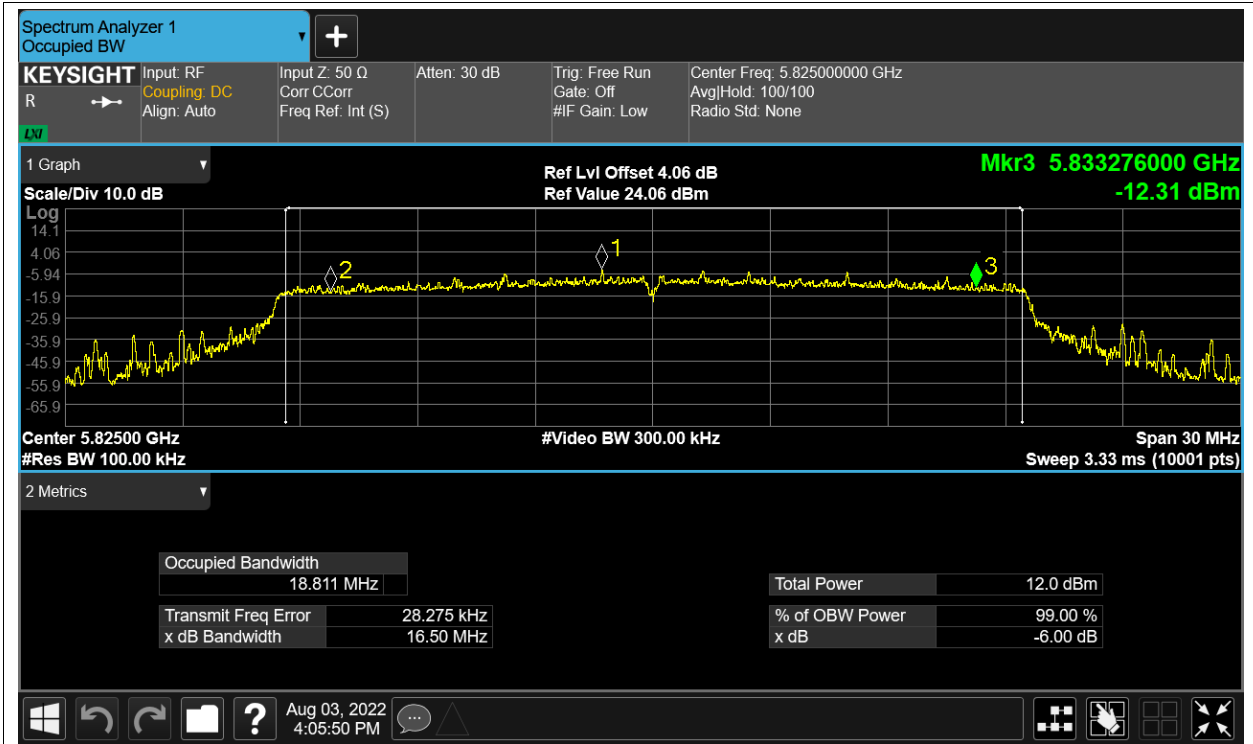 Spectrum Analyzer 1
Occupied BW
KEYSIGHT
R
LXI
Input: RF
Coupling: DC
Align: Auto
Input Z: 50 Ω
Corr CCorr
Freq Ref: Int (S)
Atten: 30 dB
Trig: Free Run
Gate: Off
#IF Gain: Low
Center Freq: 5.825000000 GHz
Avg|Hold: 100/100
Radio Std: None
1 Graph
Scale/Div 10.0 dB
Ref Lvl Offset 4.06 dB
Ref Value 24.06 dBm
Mkr3 5.833276000 GHz
-12.31 dBm
Log
14.1
4.06
-5.94
-15.9
-25.9
-35.9
-45.9
-55.9
-65.9
2
1
3
Center 5.82500 GHz
#Video BW 300.00 kHz
Span 30 MHz
#Res BW 100.00 kHz
Sweep 3.33 ms (10001 pts)
2 Metrics
Occupied Bandwidth
18.811 MHz
Total Power 12.0 dBm
Transmit Freq Error 28.275 kHz
% of OBW Power 99.00 %
x dB Bandwidth 16.50 MHz
x dB -6.00 dB
?
Aug 03, 2022
4:05:50 PM